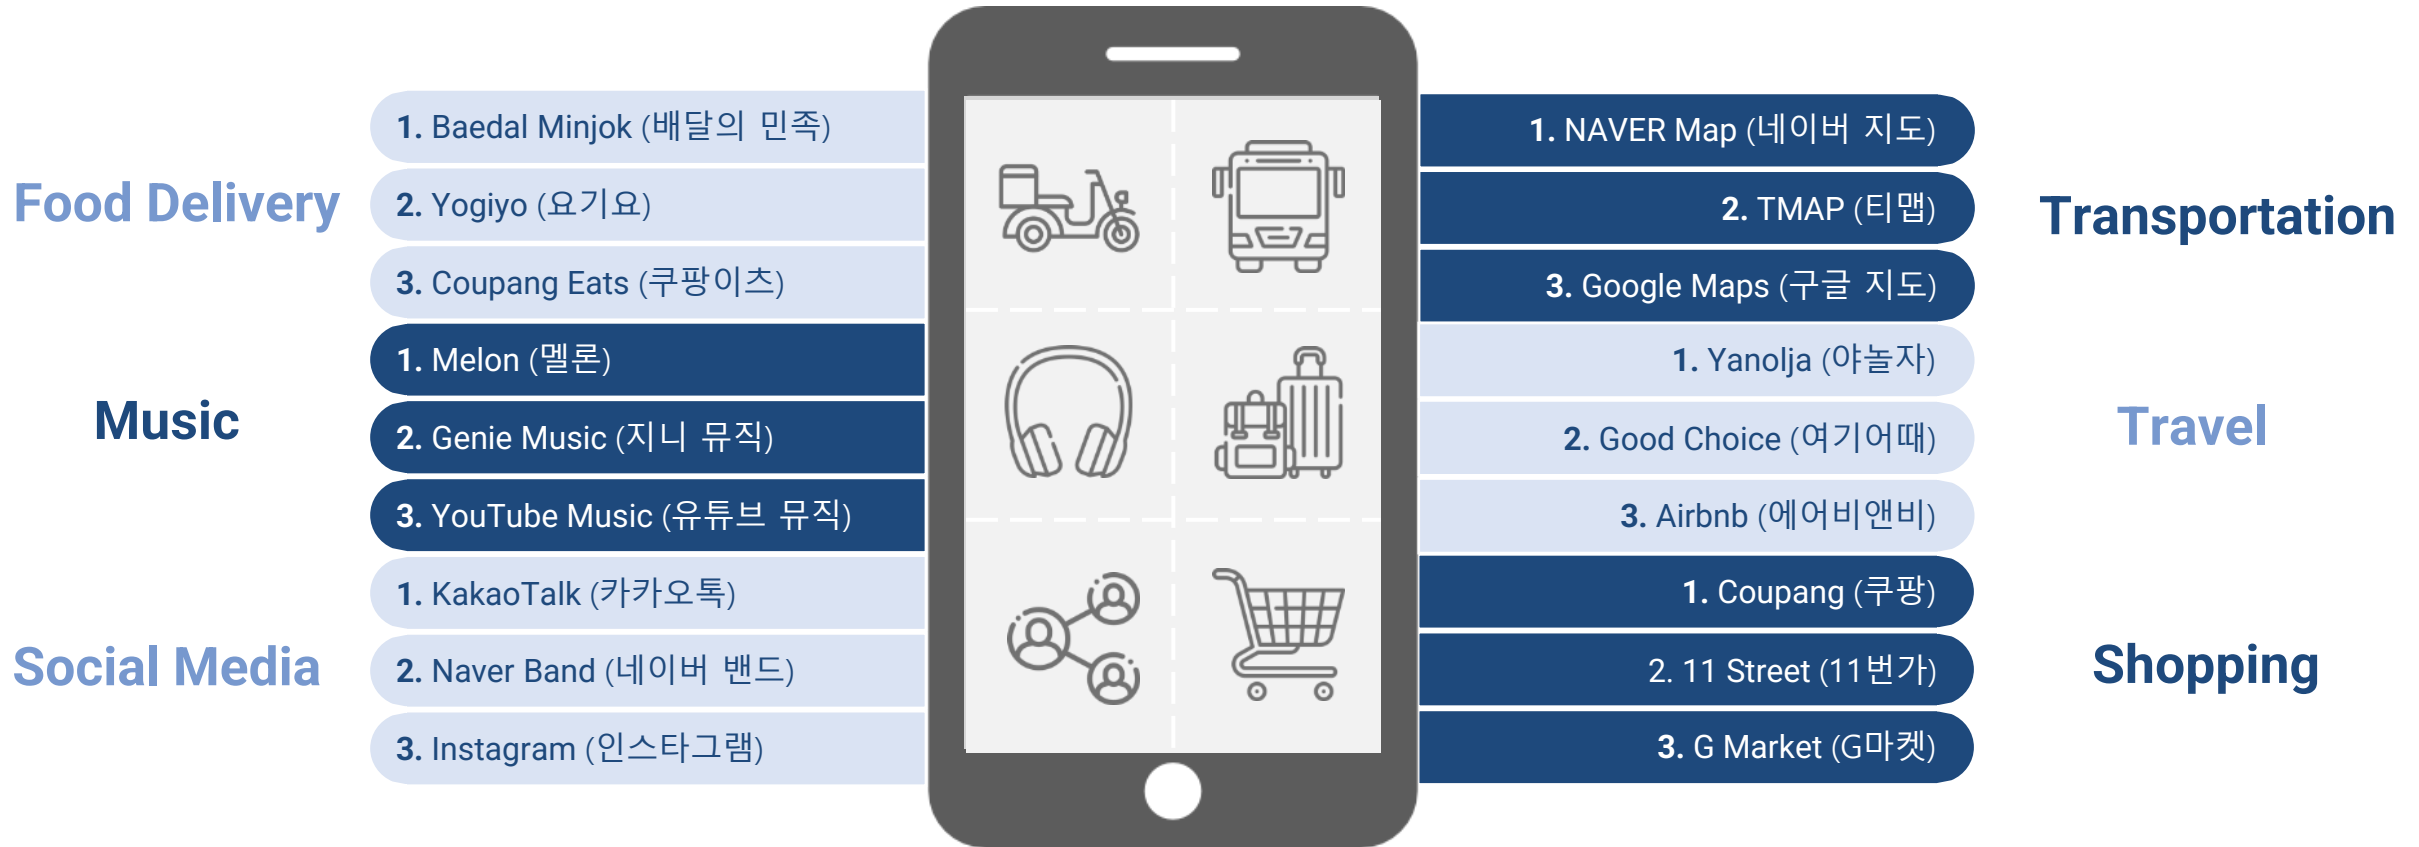 Food Delivery
1. Baedal Minjok (배달의 민족)
2. Yogiyo (요기요)
3. Coupang Eats (쿠팡이츠)
Music
1. Melon (멜론)
2. Genie Music (지니 뮤직)
3. YouTube Music (유튜브 뮤직)
Social Media
1. KakaoTalk (카카오톡)
2. Naver Band (네이버 밴드)
3. Instagram (인스타그램)
Transportation
1. NAVER Map (네이버 지도)
2. TMAP (티맵)
3. Google Maps (구글 지도)
Travel
1. Yanolja (야놀자)
2. Good Choice (여기어때)
3. Airbnb (에어비앤비)
Shopping
1. Coupang (쿠팡)
2. 11 Street (11번가)
3. G Market (G마켓)